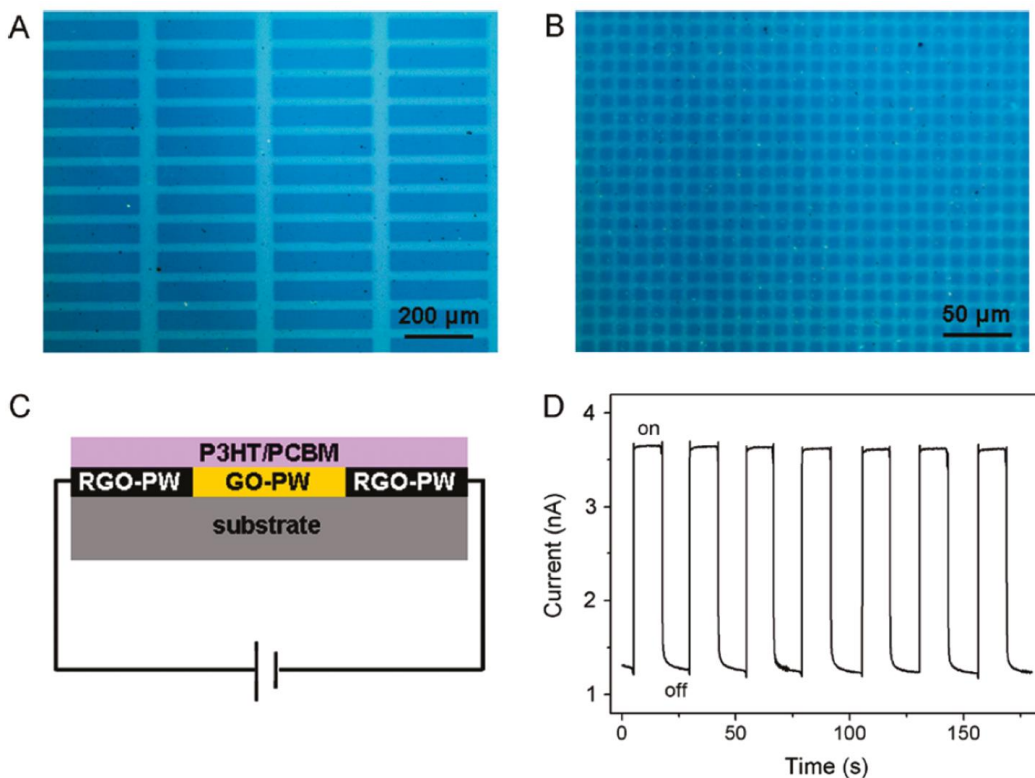 A
200 μm
B
50 μm
C
P3HT/PCBM
RGO-PW GO-PW RGO-PW
substrate
D
Current (nA)
4
3
2
1
on
off
0 50 100 150
Time (s)